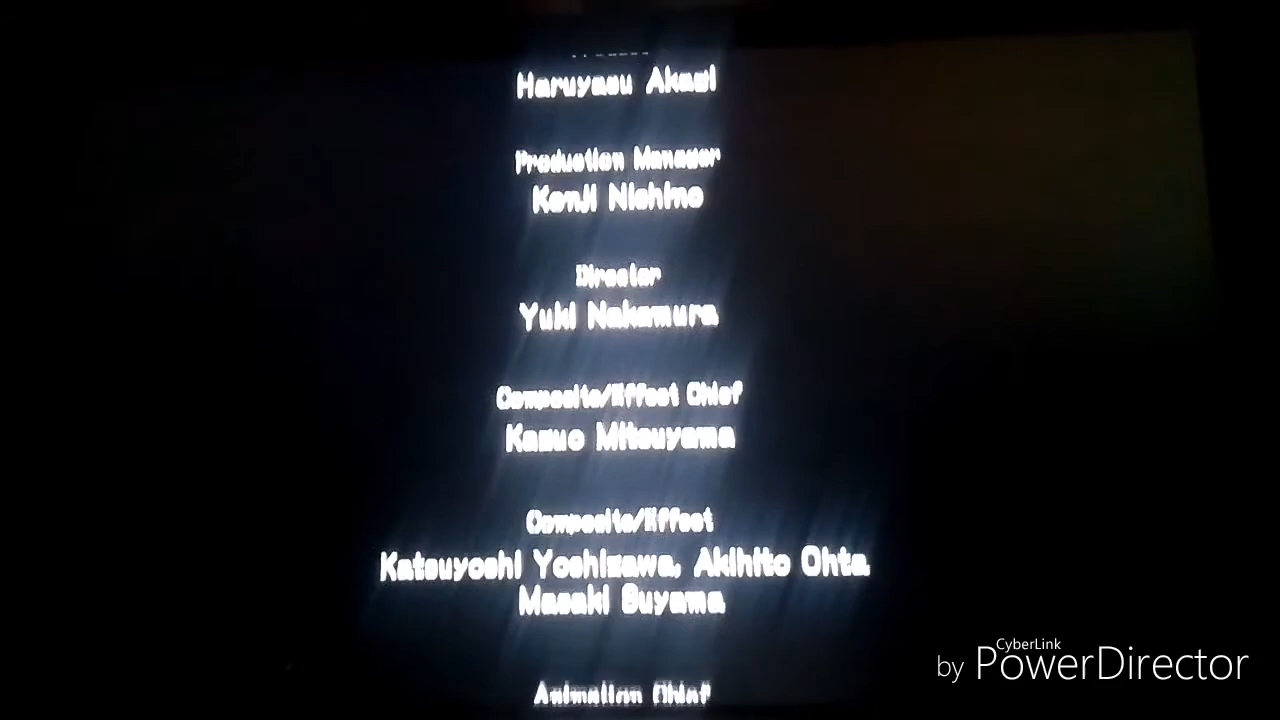 Haruyasu Akagi
Production Manager
Kenji Nishino
Director
Yuki Nakamura
Composite/Effect Chief
Kazuo Mitsuyama
Composite/Effect
Katsuyoshi Yoshizawa, Akihito Ohta
Masaki Suyama
Animation Chief
CyberLink
by PowerDirector